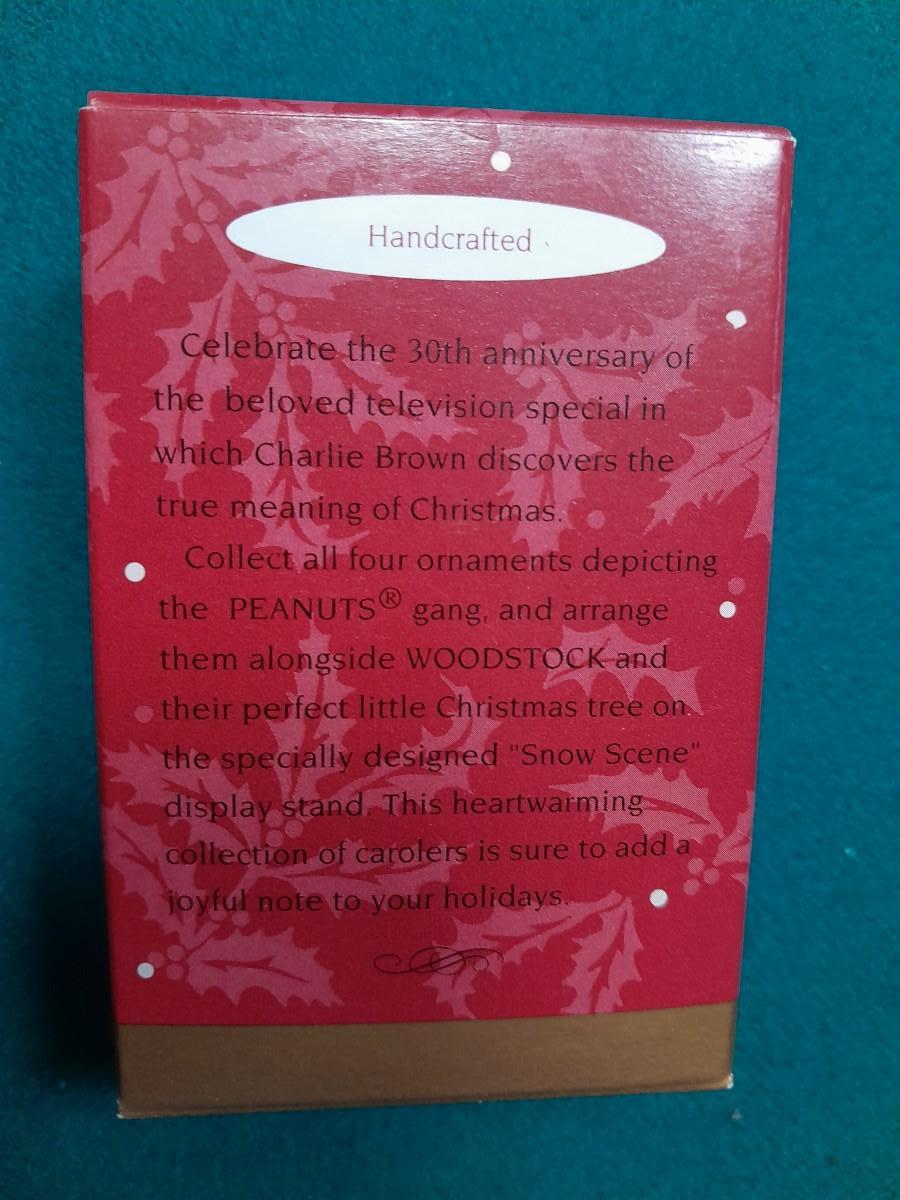 Handcrafted
Celebrate the 30th anniversary of
the beloved television special in
which Charlie Brown discovers the
true meaning of Christmas.
Collect all four ornaments depicting
the PEANUTS® gang, and arrange
them alongside WOODSTOCK and
their perfect little Christmas tree on
the specially designed "Snow Scene"
display stand. This heartwarming
collection of carolers is sure to add a
joyful note to your holidays.